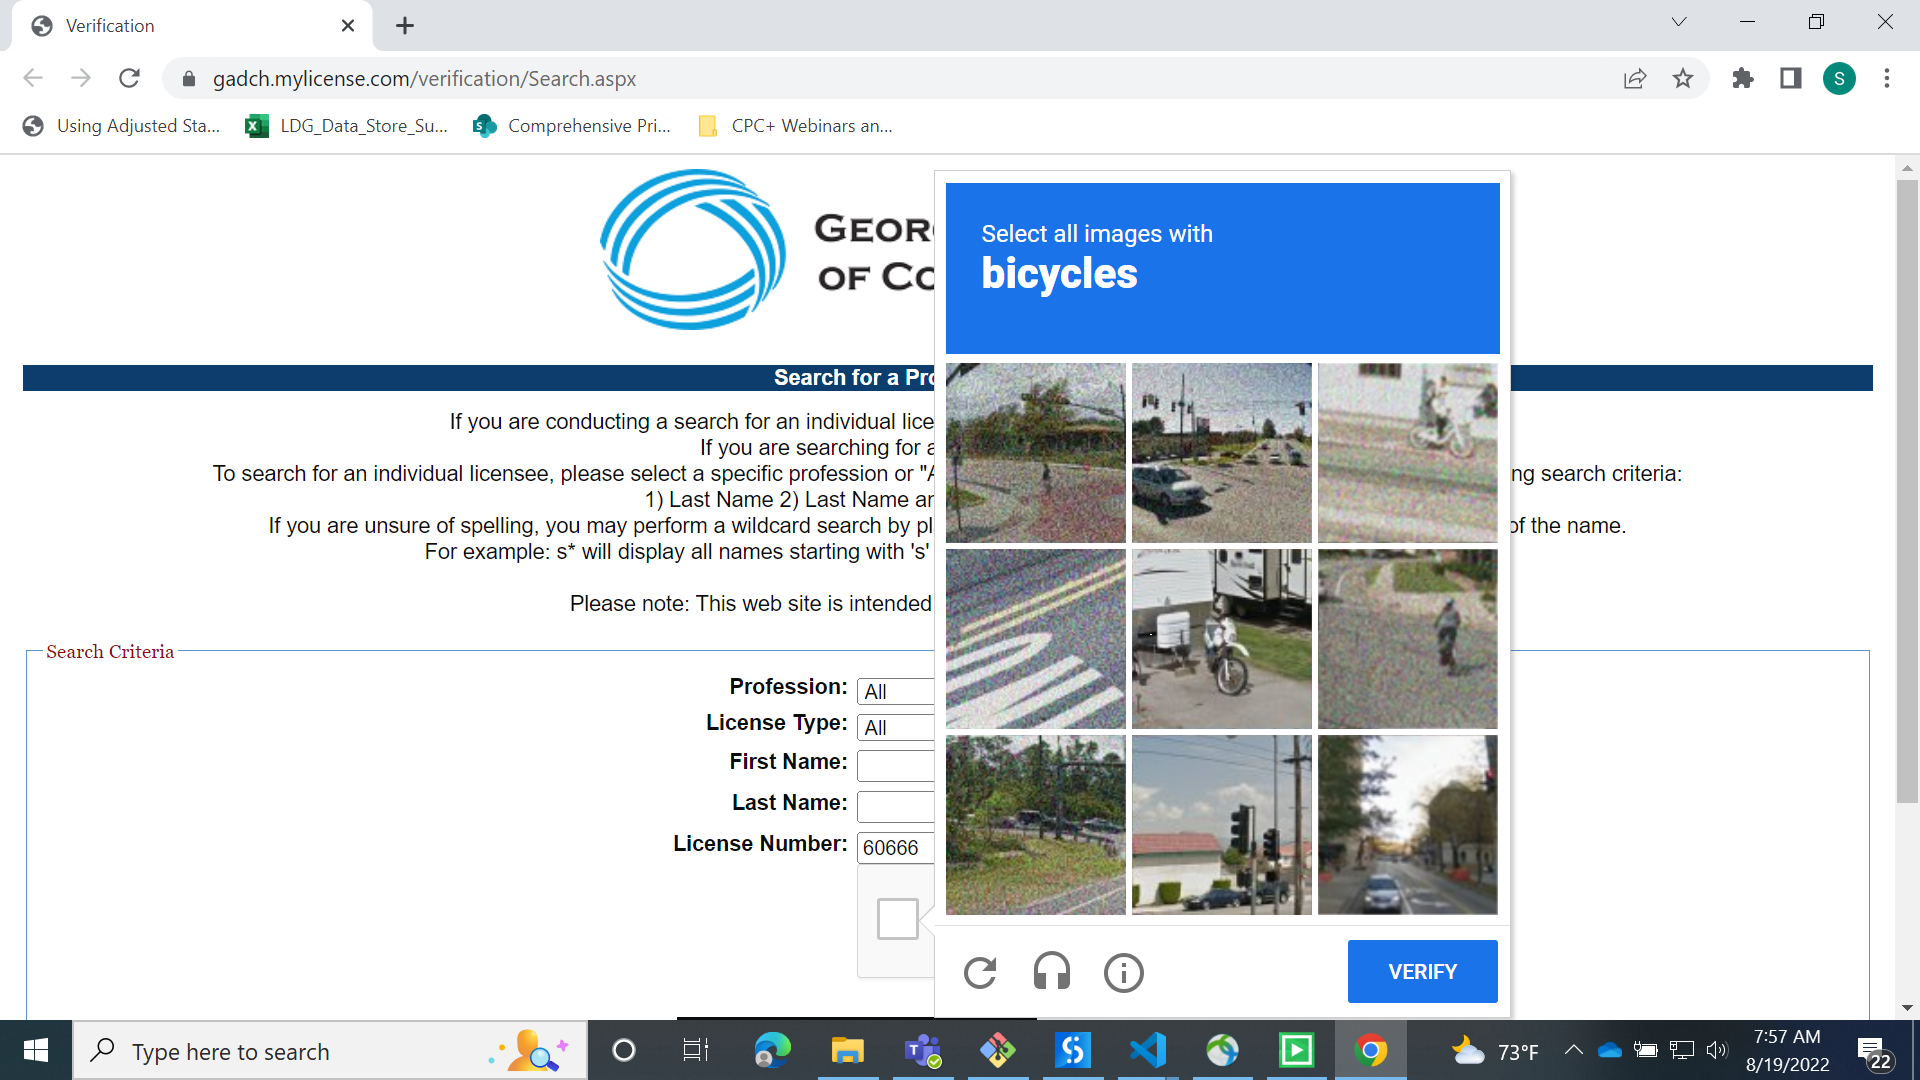 Verification
gadch.mylicense.com/verification/Search.aspx
S
Using Adjusted Sta...
LDG_Data_Store_Su...
Comprehensive Pri...
CPC+ Webinars an...
GEOR
OF CO
Select all images with
bicycles
Search for a Pro
If you are conducting a search for an individual lice
If you are searching for a
To search for an individual licensee, please select a specific profession or "A
ng search criteria:
1) Last Name 2) Last Name an
If you are unsure of spelling, you may perform a wildcard search by pl
of the name.
For example: s* will display all names starting with 's'
Please note: This web site is intended
Search Criteria
Profession:
All
License Type:
All
First Name:
Last Name:
License Number:
60666
VERIFY
Type here to search
73°F
7:57 AM
8/19/2022
22